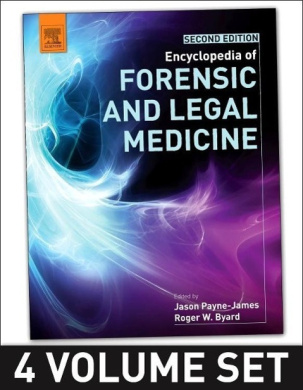 SECOND EDITION
Encyclopedia of
FORENSIC
AND LEGAL
MEDICINE
Edited by
Jason Payne-James
Roger W. Byard
4 VOLUME SET